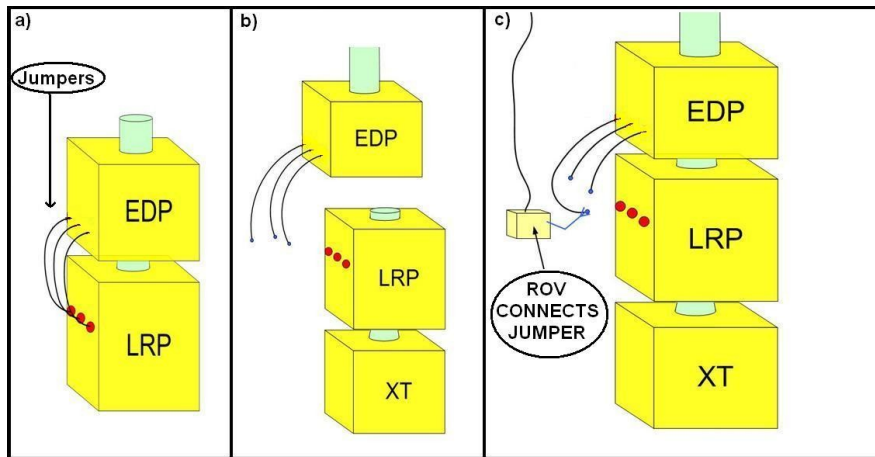 a)
Jumpers
EDP
LRP
b)
EDP
LRP
XT
c)
EDP
LRP
XT
ROV
CONNECTS
JUMPER